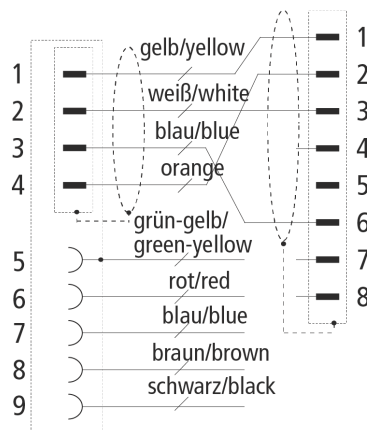 gelb/yellow
1
1
weiß/white
2
2
blau/blue
3
3
orange
4
4
5
grün-gelb/
green-yellow
6
5
rot/red
7
6
blau/blue
8
7
braun/brown
8
schwarz/black
9